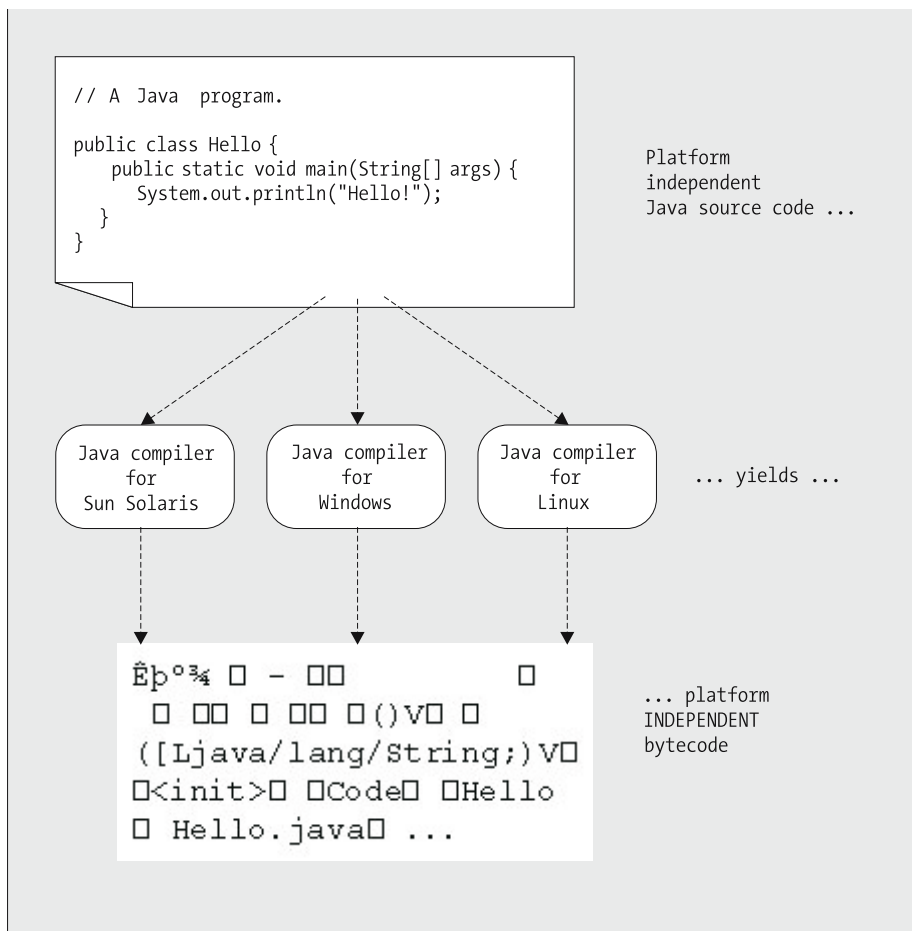 // A Java program.
public class Hello {
public static void main(String[] args) {
System.out.println("Hello!");
}
}
Platform
independent
Java source code ...
Java compiler
for
Sun Solaris
Java compiler
for
Windows
Java compiler
for
Linux
... yields ...
Êþº¾ □ – □□ □
□ □□ □ □□ □()V□ □
([Ljava/lang/String;)V□
□<init>□ □Code□ □Hello
□ Hello.java□ ...
... platform
INDEPENDENT
bytecode